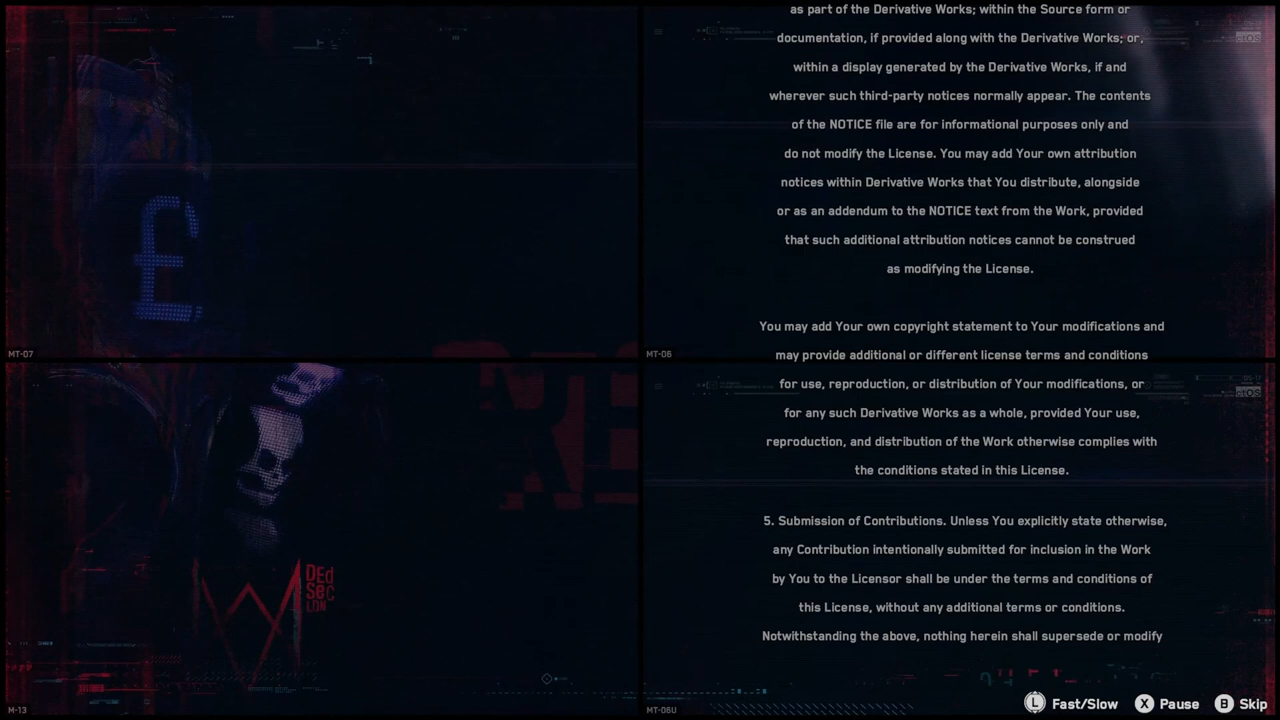 as part of the Derivative Works; within the Source form or
documentation, if provided along with the Derivative Works; or,
within a display generated by the Derivative Works, if and
wherever such third-party notices normally appear. The contents
of the NOTICE file are for informational purposes only and
do not modify the License. You may add Your own attribution
notices within Derivative Works that You distribute, alongside
or as an addendum to the NOTICE text from the Work, provided
that such additional attribution notices cannot be construed
as modifying the License.
You may add Your own copyright statement to Your modifications and
may provide additional or different license terms and conditions
for use, reproduction, or distribution of Your modifications, or
for any such Derivative Works as a whole, provided Your use,
reproduction, and distribution of the Work otherwise complies with
the conditions stated in this License.
5. Submission of Contributions. Unless You explicitly state otherwise,
any Contribution intentionally submitted for inclusion in the Work
by You to the Licensor shall be under the terms and conditions of
this License, without any additional terms or conditions.
Notwithstanding the above, nothing herein shall supersede or modify
£
MT-07
MT-06
ctOS
ctOS
DEd
Sec
LDN
M-13
MT-06U
L Fast/Slow X Pause B Skip